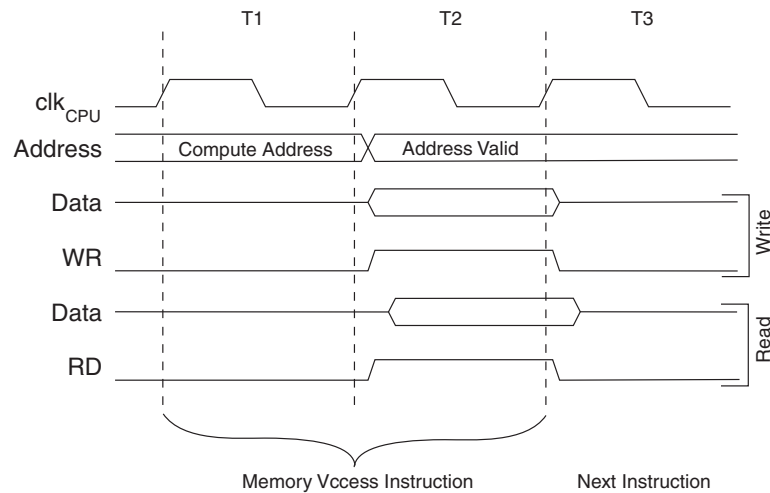 T1 T2 T3
clkCPU
Address Compute Address Address Valid
Data
WR
Write
Data
RD
Read
Memory Vccess Instruction Next Instruction